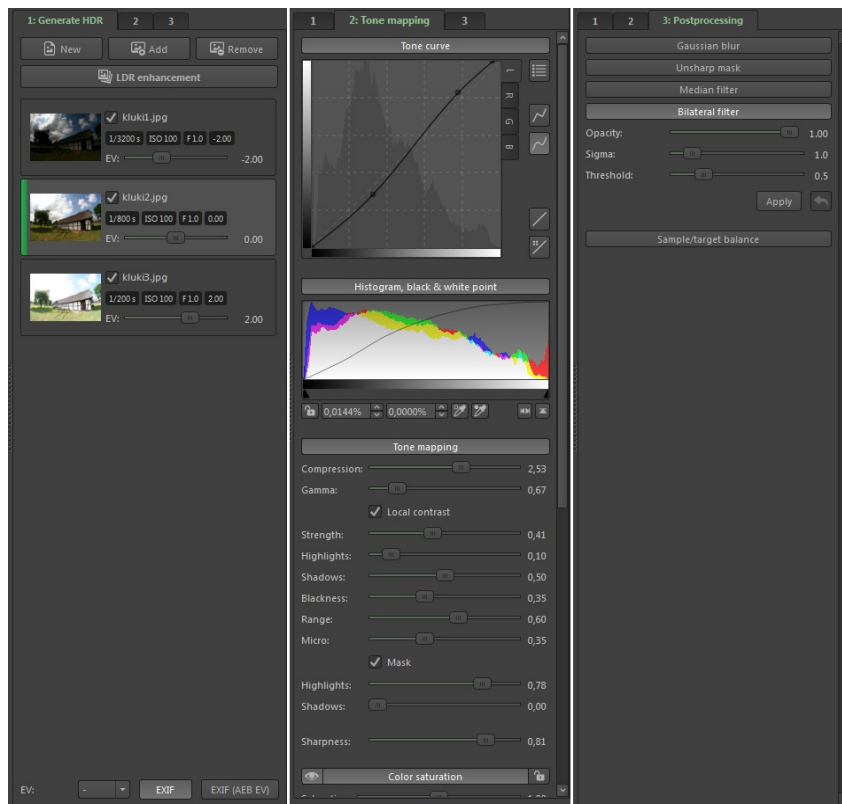 1: Generate HDR 2 3
New Add Remove
LDR enhancement
kluki1.jpg
1/3200 s ISO 100 F 1.0 -2.00
EV: -2.00
kluki2.jpg
1/800 s ISO 100 F 1.0 0.00
EV: 0.00
kluki3.jpg
1/200 s ISO 100 F 1.0 2.00
EV: 2.00
EV: - EXIF EXIF (AEB EV)
1 2: Tone mapping 3
Tone curve
L
R
G
B
Histogram, black & white point
0,0144% 0,0000%
Tone mapping
Compression: 2,53
Gamma: 0,67
Local contrast
Strength: 0,41
Highlights: 0,10
Shadows: 0,50
Blackness: 0,35
Range: 0,60
Micro: 0,35
Mask
Highlights: 0,78
Shadows: 0,00
Sharpness: 0,81
Color saturation
1 2 3: Postprocessing
Gaussian blur
Unsharp mask
Median filter
Bilateral filter
Opacity: 1.00
Sigma: 1.0
Threshold: 0.5
Apply
Sample/target balance